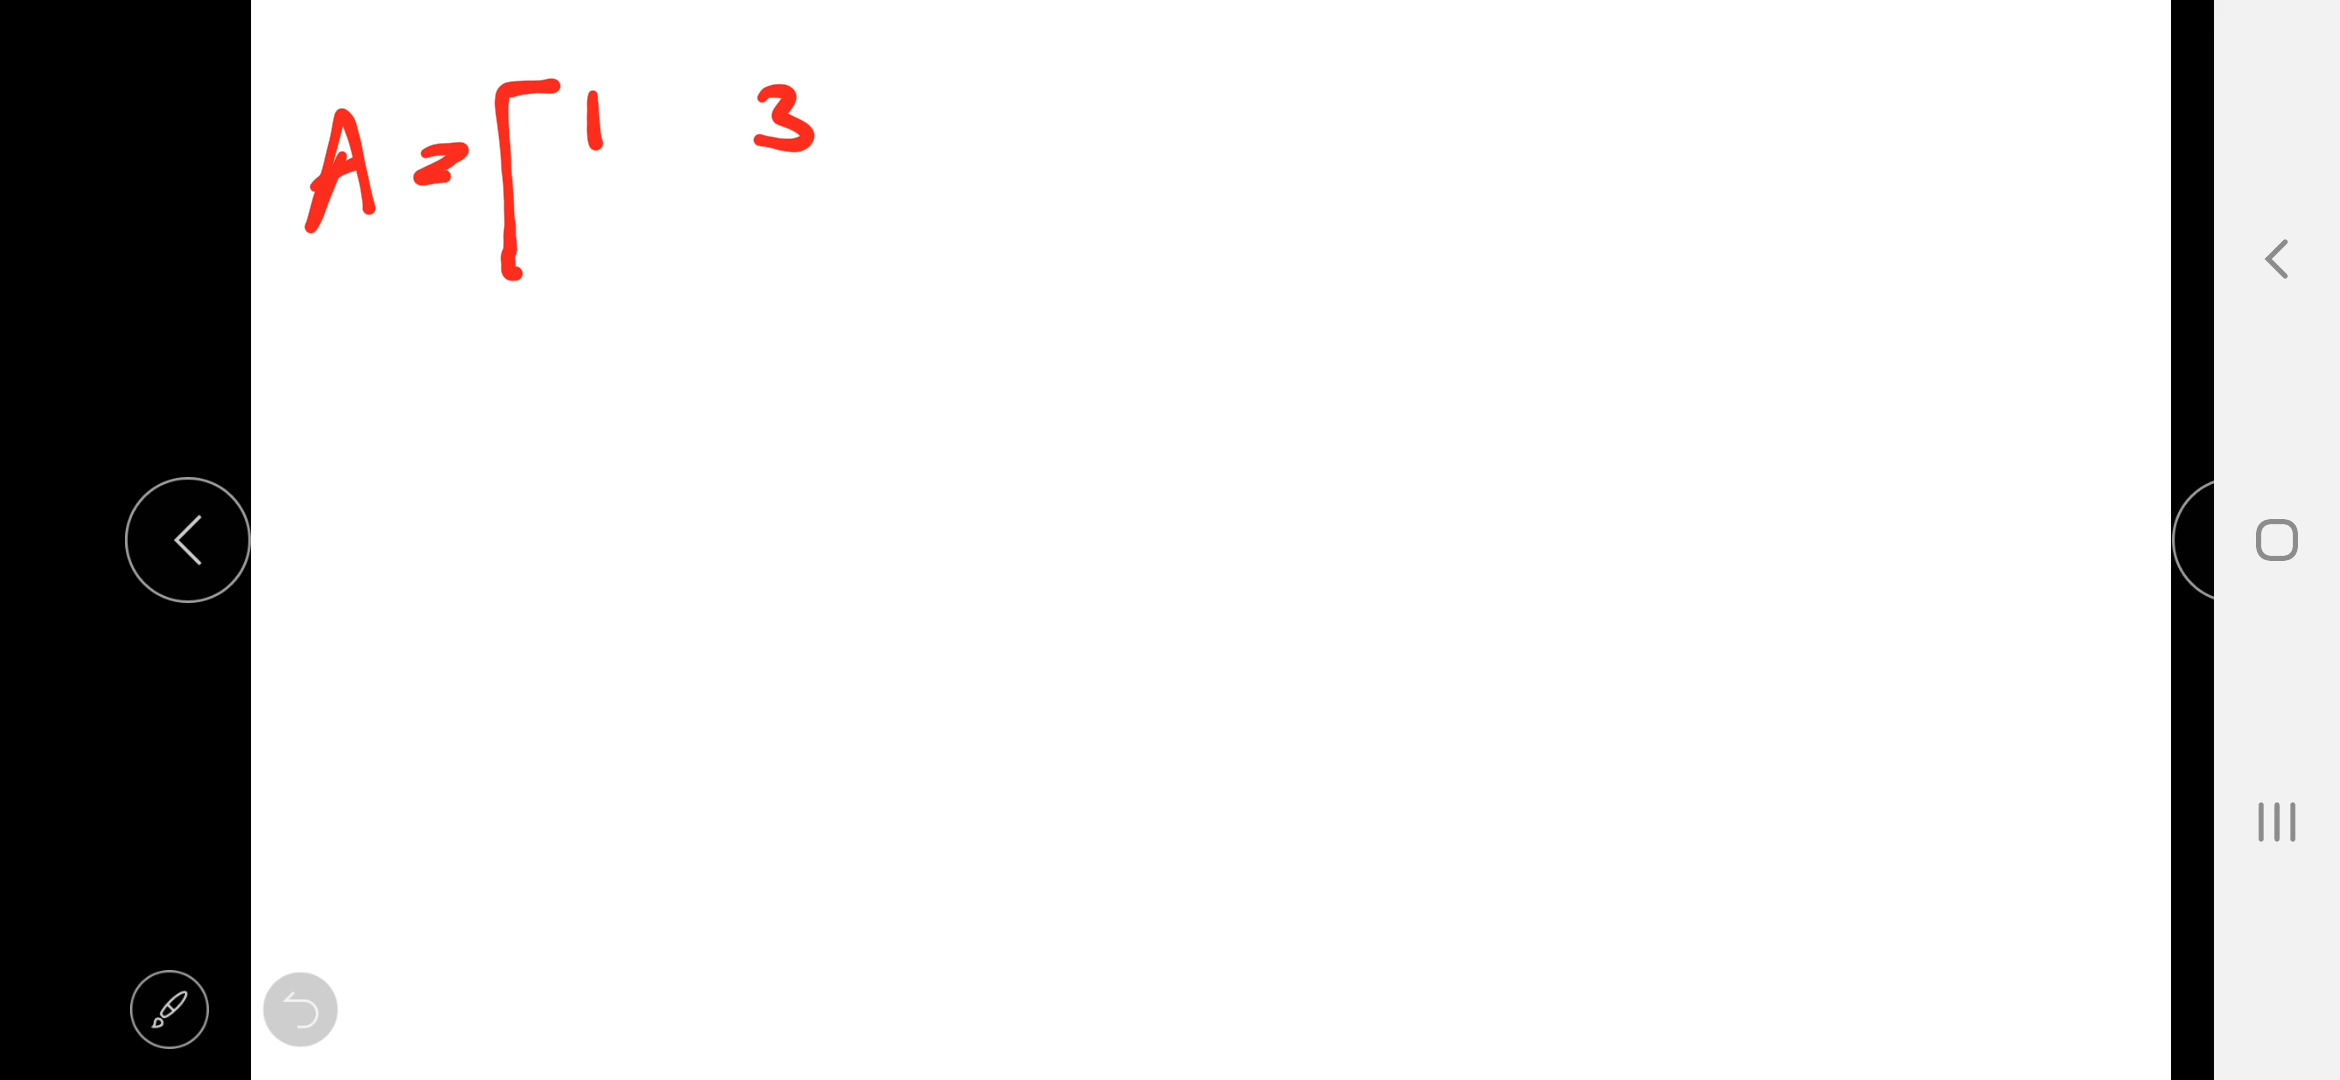 A = [ 1 3